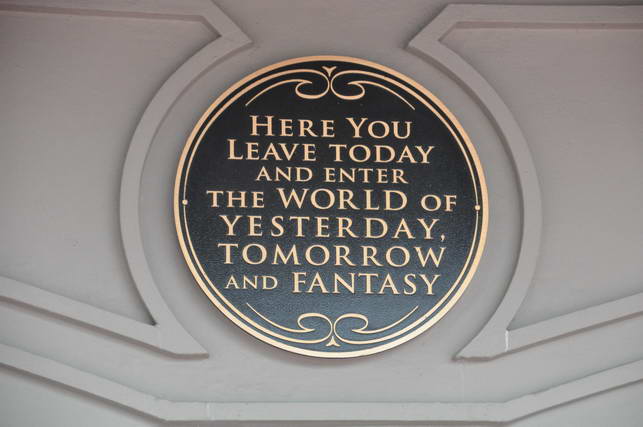 Here You
Leave today
and enter
the World of
Yesterday,
Tomorrow
and Fantasy